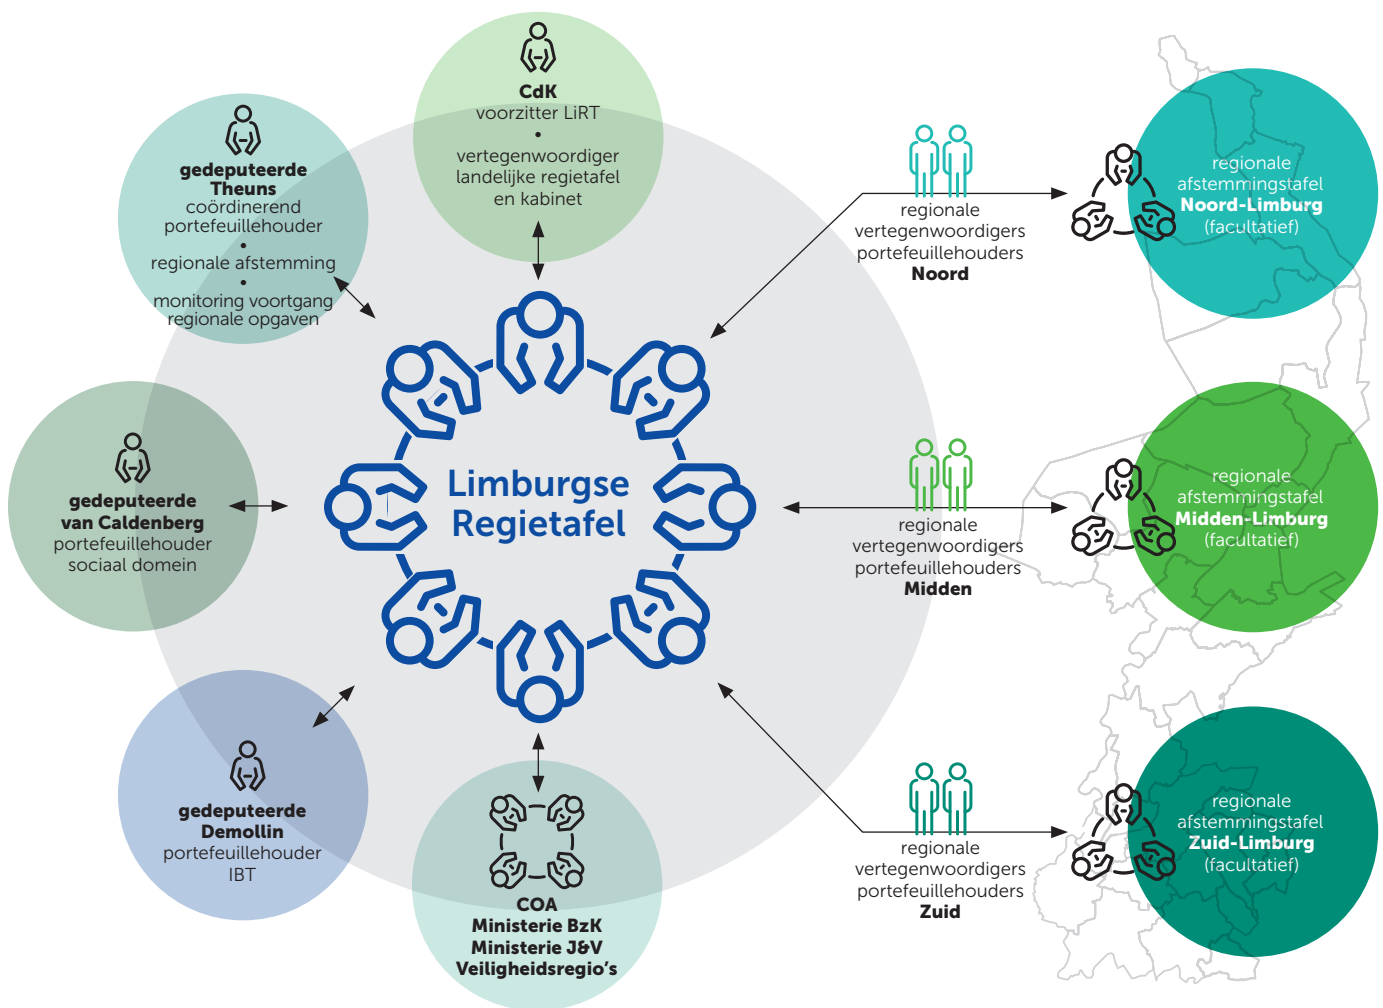 CdK
voorzitter LiRT
•
vertegenwoordiger
landelijke regietafel
en kabinet
gedeputeerde
Theuns
coördinerend
portefeuillehouder
•
regionale afstemming
•
monitoring voortgang
regionale opgaven
gedeputeerde
van Caldenberg
portefeuillehouder
sociaal domein
gedeputeerde
Demollin
portefeuillehouder
IBT
COA
Ministerie BzK
Ministerie J&V
Veiligheidsregio's
Limburgse
Regietafel
regionale
vertegenwoordigers
portefeuillehouders
Noord
regionale
afstemmingstafel
Noord-Limburg
(facultatief)
regionale
vertegenwoordigers
portefeuillehouders
Midden
regionale
afstemmingstafel
Midden-Limburg
(facultatief)
regionale
vertegenwoordigers
portefeuillehouders
Zuid
regionale
afstemmingstafel
Zuid-Limburg
(facultatief)